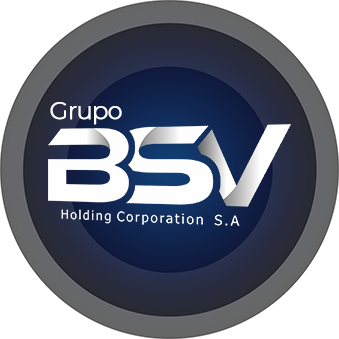 Grupo
BSV
Holding Corporation S.A